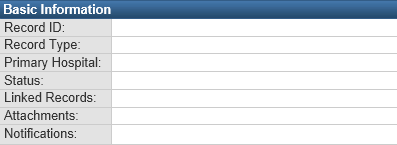 Basic Information
Record ID:
Record Type:
Primary Hospital:
Status:
Linked Records:
Attachments:
Notifications: